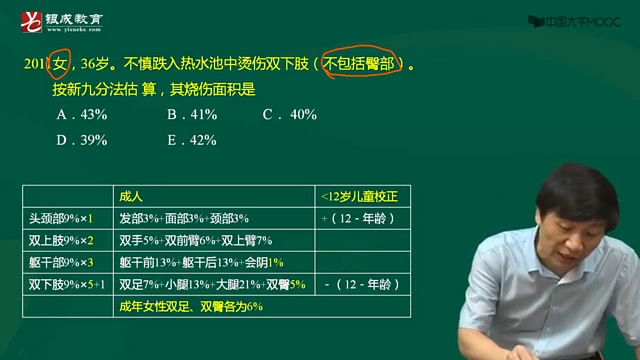 银成教育
www.yixueks.com
中国大学MOOC
2011女，36岁。不慎跌入热水池中烫伤双下肢（不包括臀部）。
按新九分法估 算，其烧伤面积是
A．43% B．41% C． 40%
D．39% E．42%
成人 <12岁儿童校正
头颈部9%×1 发部3%+面部3%+颈部3% +（12－年龄）
双上肢9%×2 双手5%+双前臂6%+双上臂7%
躯干部9%×3 躯干前13%+躯干后13%+会阴1%
双下肢9%×5+1 双足7%+小腿13%+大腿21%+双臀5% －（12－年龄）
成年女性双足、双臀各为6%